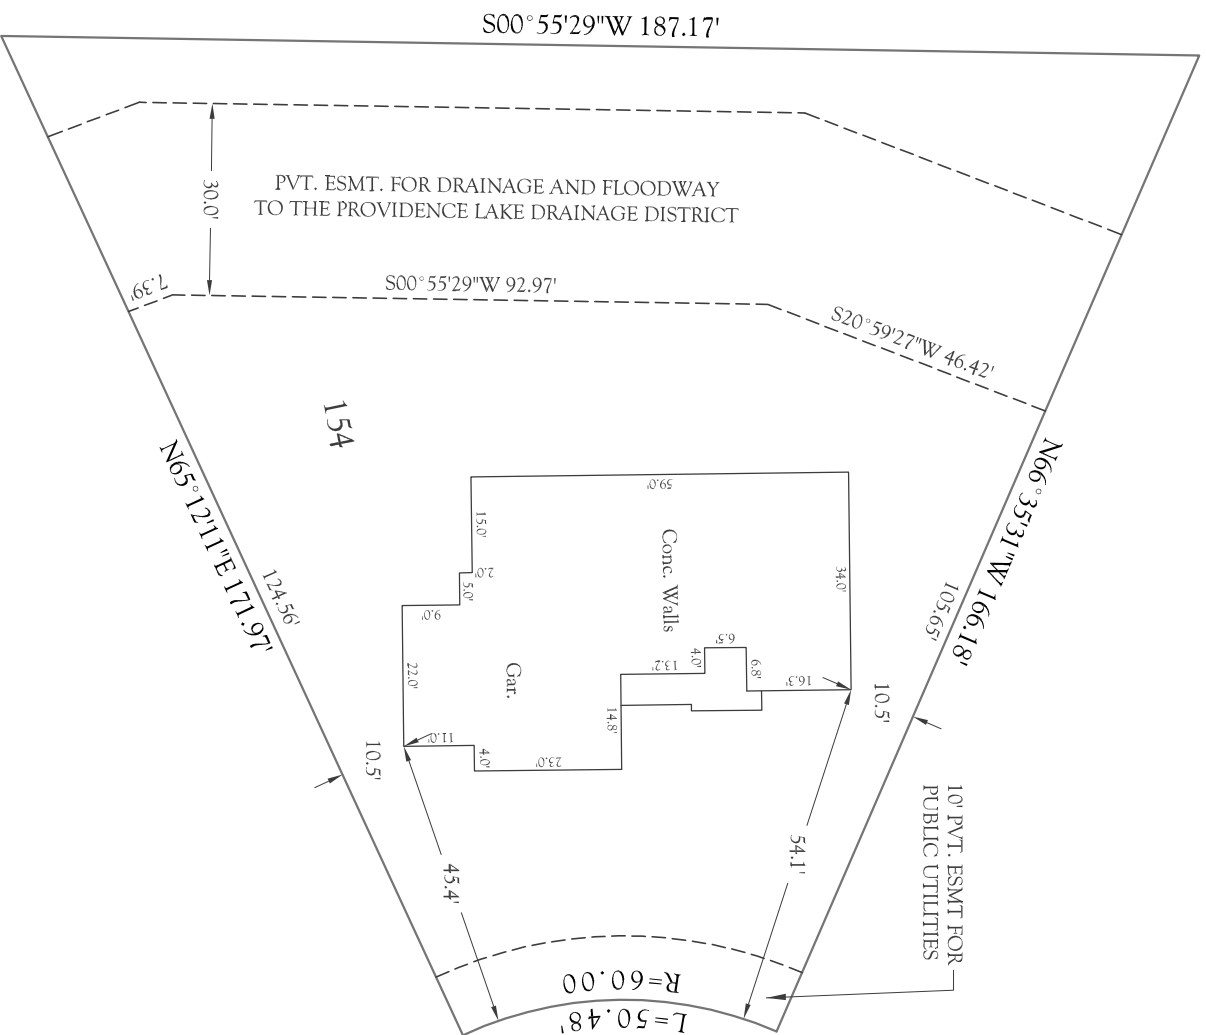 S00°55'29"W 187.17'
30.0'
PVT. ESMT. FOR DRAINAGE AND FLOODWAY
TO THE PROVIDENCE LAKE DRAINAGE DISTRICT
7.39'
S00°55'29"W 92.97'
S20°59'27"W 46.42'
154
N65°12'11"E 171.97'
124.56'
N66°35'31"W 166.18'
105.65'
59.0'
15.0'
2.0'
5.0'
9.0'
22.0'
11.0'
4.0'
23.0'
14.8'
13.2'
4.0'
6.5'
6.8'
16.3'
34.0'
Conc. Walls
Gar.
10.5'
10.5'
45.4'
54.1'
10' PVT. ESMT FOR
PUBLIC UTILITIES
R=60.00
L=50.48'